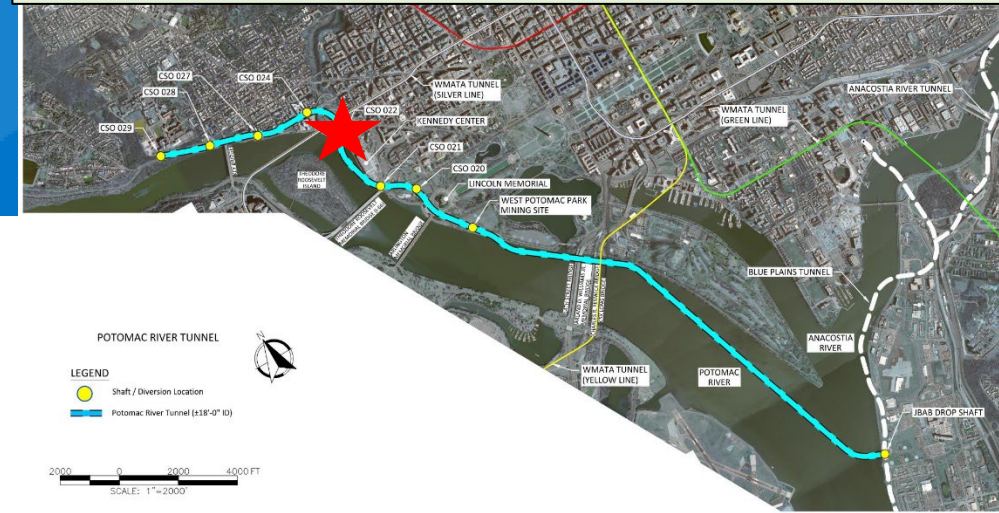 CSO 027
CSO 028
CSO 029
CSO 024
WMATA TUNNEL
(SILVER LINE)
CSO 022
KENNEDY CENTER
CSO 021
CSO 020
LINCOLN MEMORIAL
WEST POTOMAC PARK
MINING SITE
THEODORE
ROOSEVELT
ISLAND
ANACOSTIA RIVER TUNNEL
WMATA TUNNEL
(GREEN LINE)
BLUE PLAINS TUNNEL
ANACOSTIA
RIVER
POTOMAC
RIVER
WMATA TUNNEL
(YELLOW LINE)
JBAB DROP SHAFT
POTOMAC RIVER TUNNEL
LEGEND
Shaft / Diversion Location
Potomac River Tunnel (±18'-0" ID)
2000 0 2000 4000 FT
SCALE: 1"=2000'